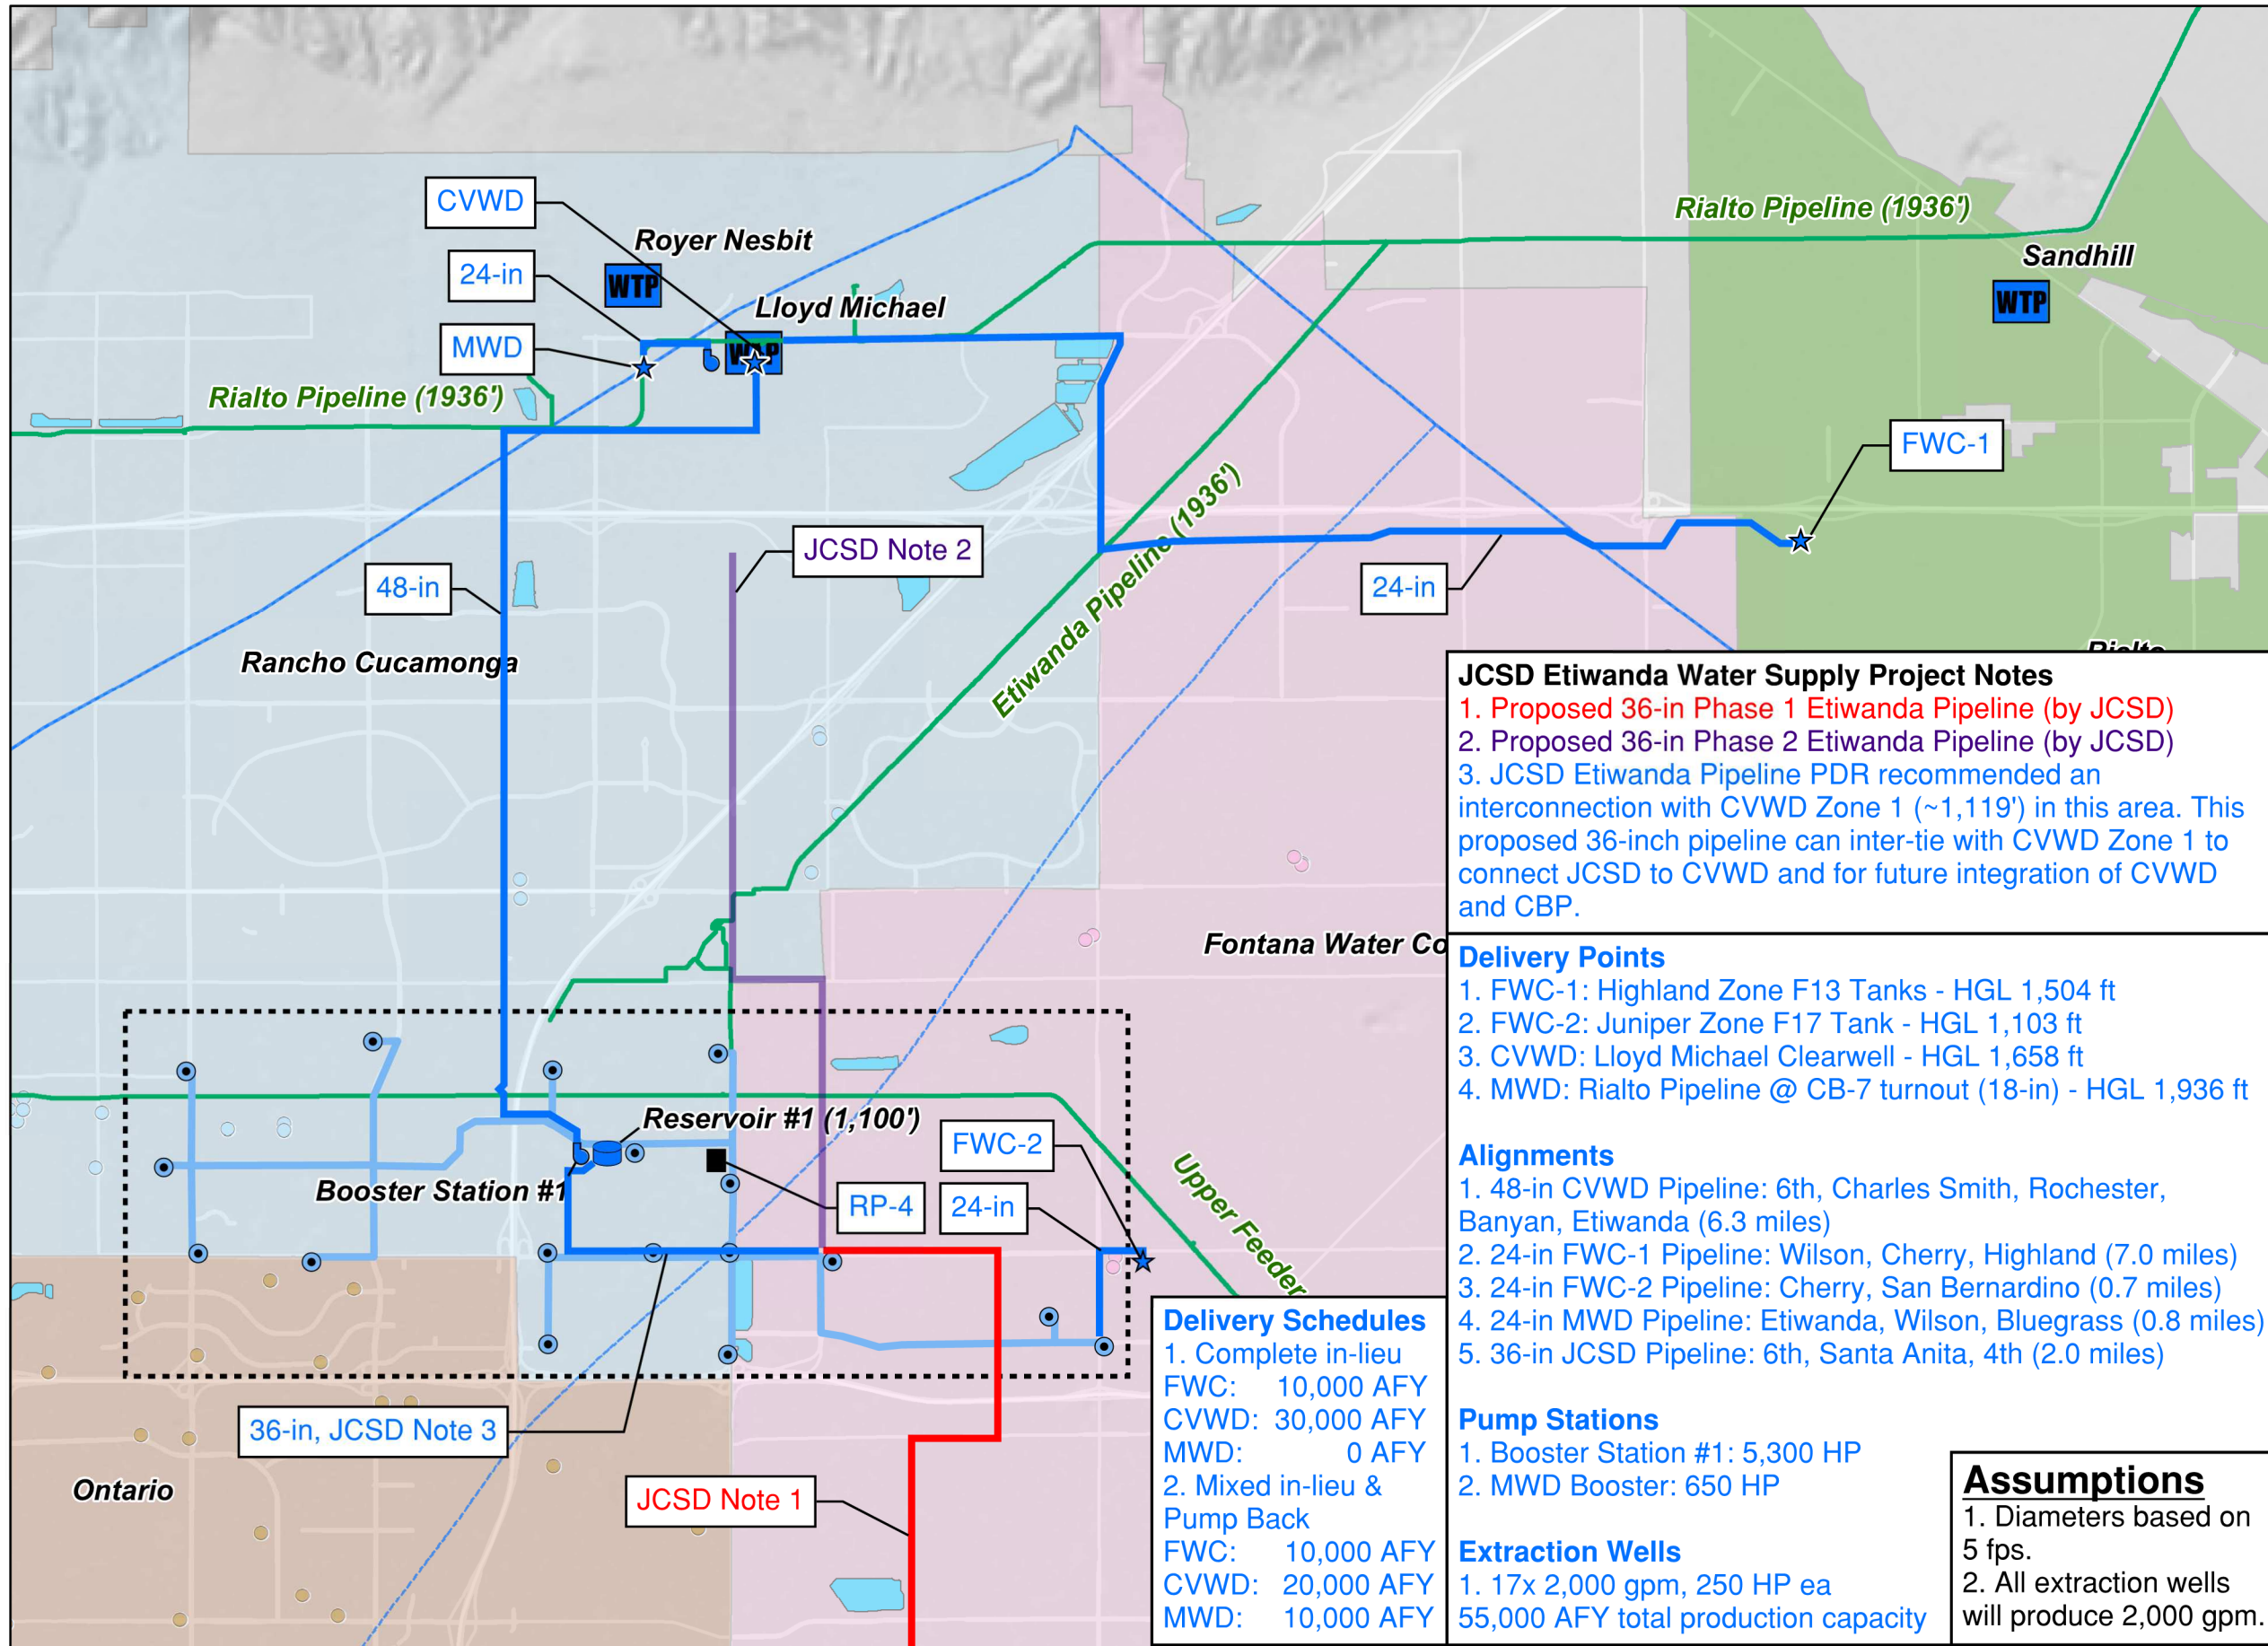 CVWD
Royer Nesbit
24-in
WTP
Lloyd Michael
MWD
WTP
Rialto Pipeline (1936')
Rialto Pipeline (1936')
Sandhill
WTP
FWC-1
JCSD Note 2
48-in
24-in
Etiwanda Pipeline (1936')
Rancho Cucamonga
Rialto
JCSD Etiwanda Water Supply Project Notes
1. Proposed 36-in Phase 1 Etiwanda Pipeline (by JCSD)
2. Proposed 36-in Phase 2 Etiwanda Pipeline (by JCSD)
3. JCSD Etiwanda Pipeline PDR recommended an
interconnection with CVWD Zone 1 (~1,119') in this area. This
proposed 36-inch pipeline can inter-tie with CVWD Zone 1 to
connect JCSD to CVWD and for future integration of CVWD
and CBP.
Fontana Water Co
Delivery Points
1. FWC-1: Highland Zone F13 Tanks - HGL 1,504 ft
2. FWC-2: Juniper Zone F17 Tank - HGL 1,103 ft
3. CVWD: Lloyd Michael Clearwell - HGL 1,658 ft
4. MWD: Rialto Pipeline @ CB-7 turnout (18-in) - HGL 1,936 ft
Alignments
1. 48-in CVWD Pipeline: 6th, Charles Smith, Rochester,
Banyan, Etiwanda (6.3 miles)
2. 24-in FWC-1 Pipeline: Wilson, Cherry, Highland (7.0 miles)
3. 24-in FWC-2 Pipeline: Cherry, San Bernardino (0.7 miles)
4. 24-in MWD Pipeline: Etiwanda, Wilson, Bluegrass (0.8 miles)
5. 36-in JCSD Pipeline: 6th, Santa Anita, 4th (2.0 miles)
Pump Stations
1. Booster Station #1: 5,300 HP
2. MWD Booster: 650 HP
Extraction Wells
1. 17x 2,000 gpm, 250 HP ea
55,000 AFY total production capacity
Reservoir #1 (1,100')
FWC-2
Booster Station #1
RP-4
24-in
Upper Feeder
Delivery Schedules
1. Complete in-lieu
FWC: 10,000 AFY
CVWD: 30,000 AFY
MWD: 0 AFY
2. Mixed in-lieu &
Pump Back
FWC: 10,000 AFY
CVWD: 20,000 AFY
MWD: 10,000 AFY
36-in, JCSD Note 3
Ontario
JCSD Note 1
Assumptions
1. Diameters based on
5 fps.
2. All extraction wells
will produce 2,000 gpm.